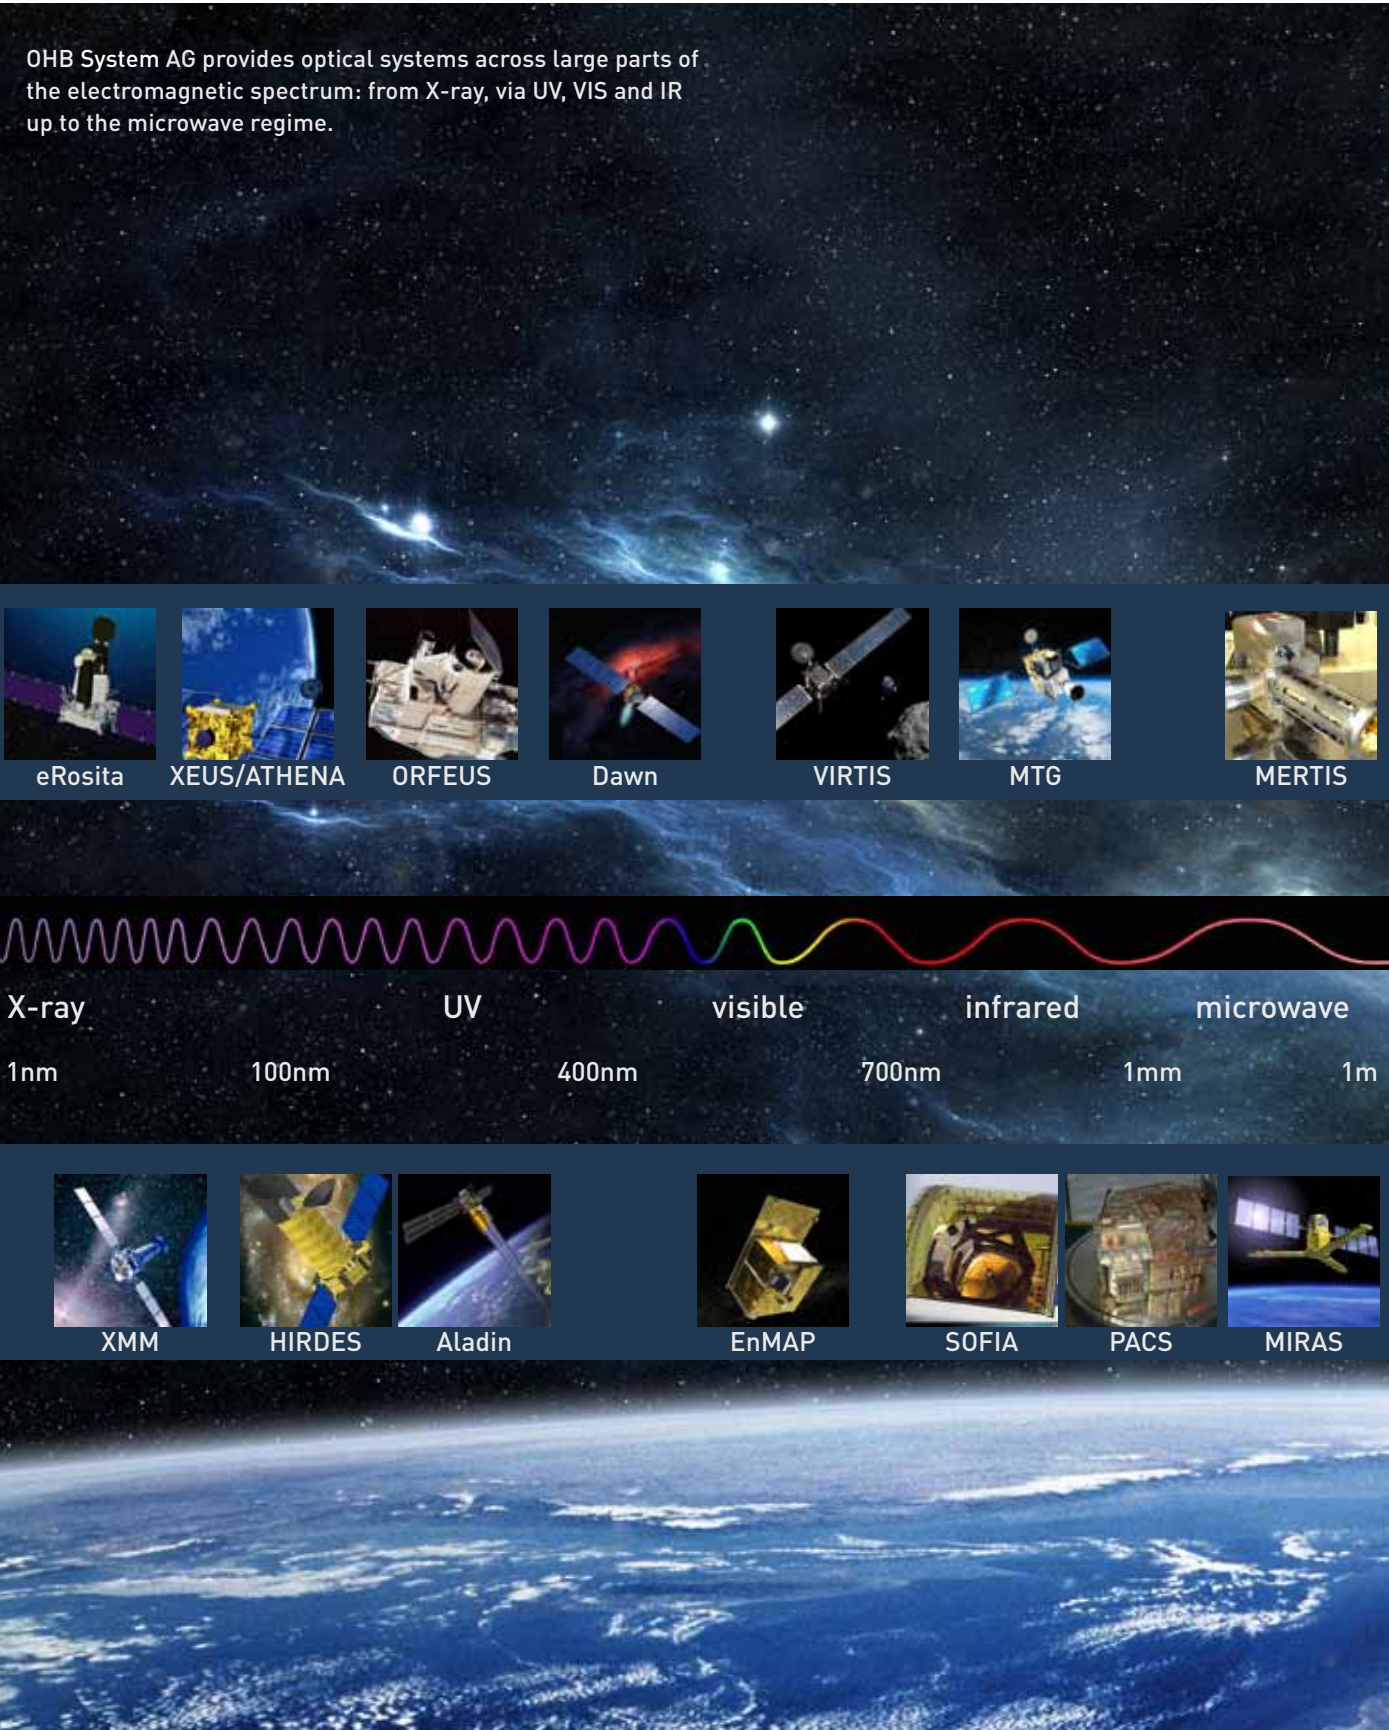 OHB System AG provides optical systems across large parts of
the electromagnetic spectrum: from X-ray, via UV, VIS and IR
up to the microwave regime.
eRosita XEUS/ATHENA ORFEUS Dawn VIRTIS MTG MERTIS
X-ray UV visible infrared microwave
1nm 100nm 400nm 700nm 1mm 1m
XMM HIRDES Aladin EnMAP SOFIA PACS MIRAS